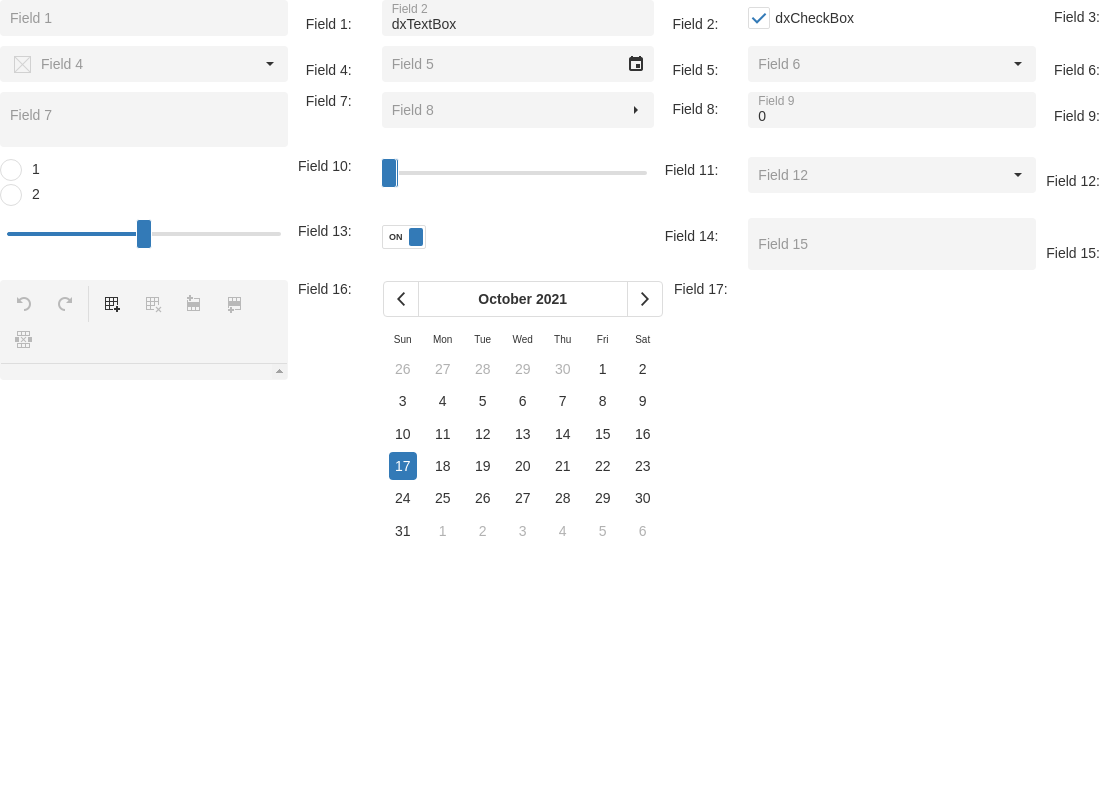 Field 1
Field 1:
Field 2
dxTextBox
Field 2:
dxCheckBox
Field 3:
Field 4
Field 4:
Field 5
Field 5:
Field 6
Field 6:
Field 7
Field 7:
Field 8
Field 8:
Field 9
0
Field 9:
1
2
Field 10:
Field 11:
Field 12
Field 12:
Field 13:
ON
Field 14:
Field 15
Field 15:
Field 16:
October 2021
Field 17:
Sun Mon Tue Wed Thu Fri Sat
26 27 28 29 30 1 2
3 4 5 6 7 8 9
10 11 12 13 14 15 16
17 18 19 20 21 22 23
24 25 26 27 28 29 30
31 1 2 3 4 5 6